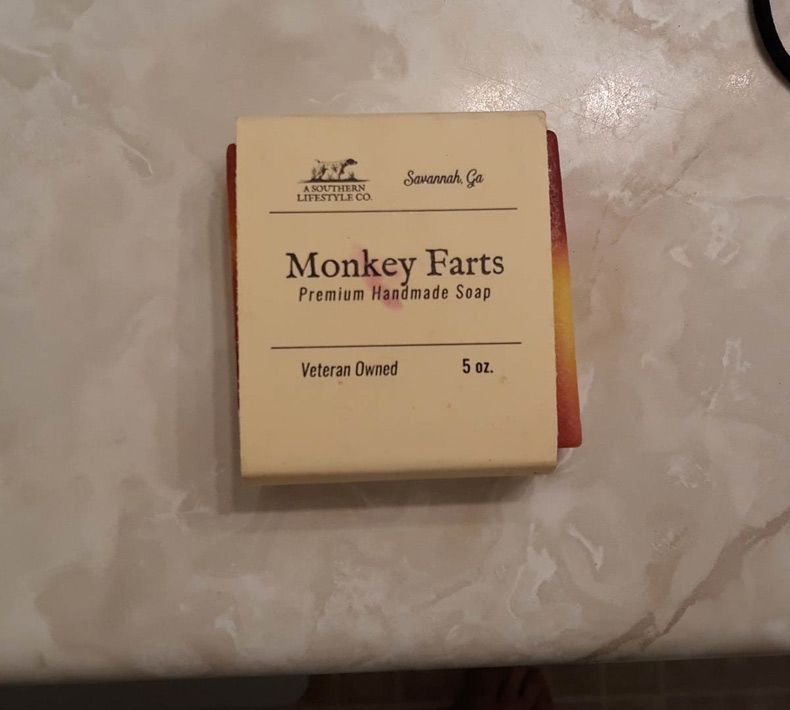 A SOUTHERN
LIFESTYLE CO.
Savannah, Ga
Monkey Farts
Premium Handmade Soap
Veteran Owned
5 oz.